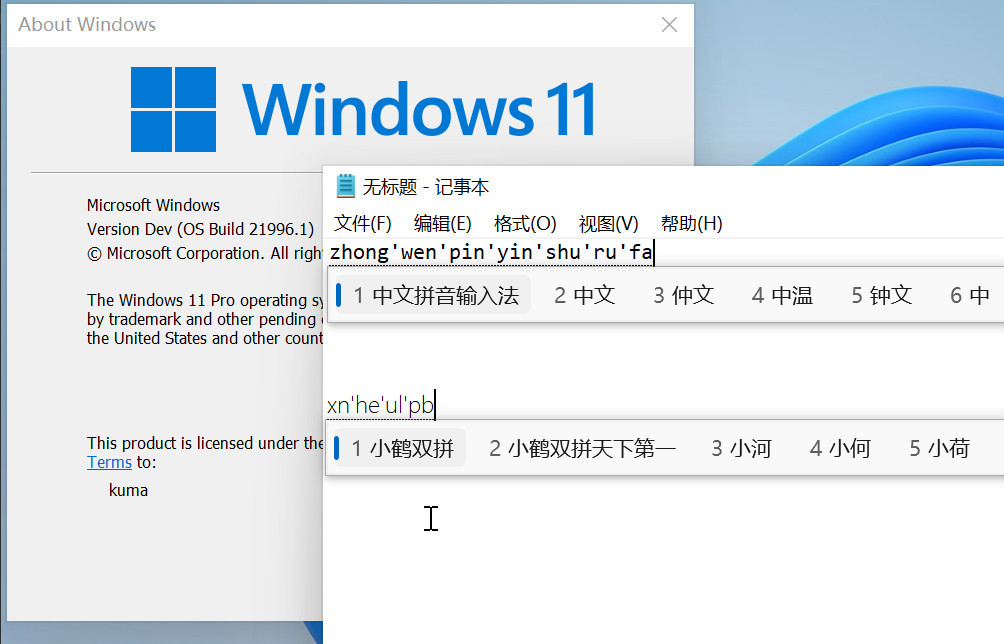 About Windows
Windows 11
Microsoft Windows
Version Dev (OS Build 21996.1)
© Microsoft Corporation. All
The Windows 11 Pro operating
by trademark and other pending
the United States and other
This product is licensed under the
Terms to:
kuma
无标题 - 记事本
文件(F) 编辑(E) 格式(O) 视图(V) 帮助(H)
zhong'wen'pin'yin'shu'ru'fa
1 中文拼音输入法 2 中文 3 仲文 4 中温 5 钟文 6 中
xn'he'ul'pb
1 小鹤双拼 2 小鹤双拼天下第一 3 小河 4 小何 5 小荷